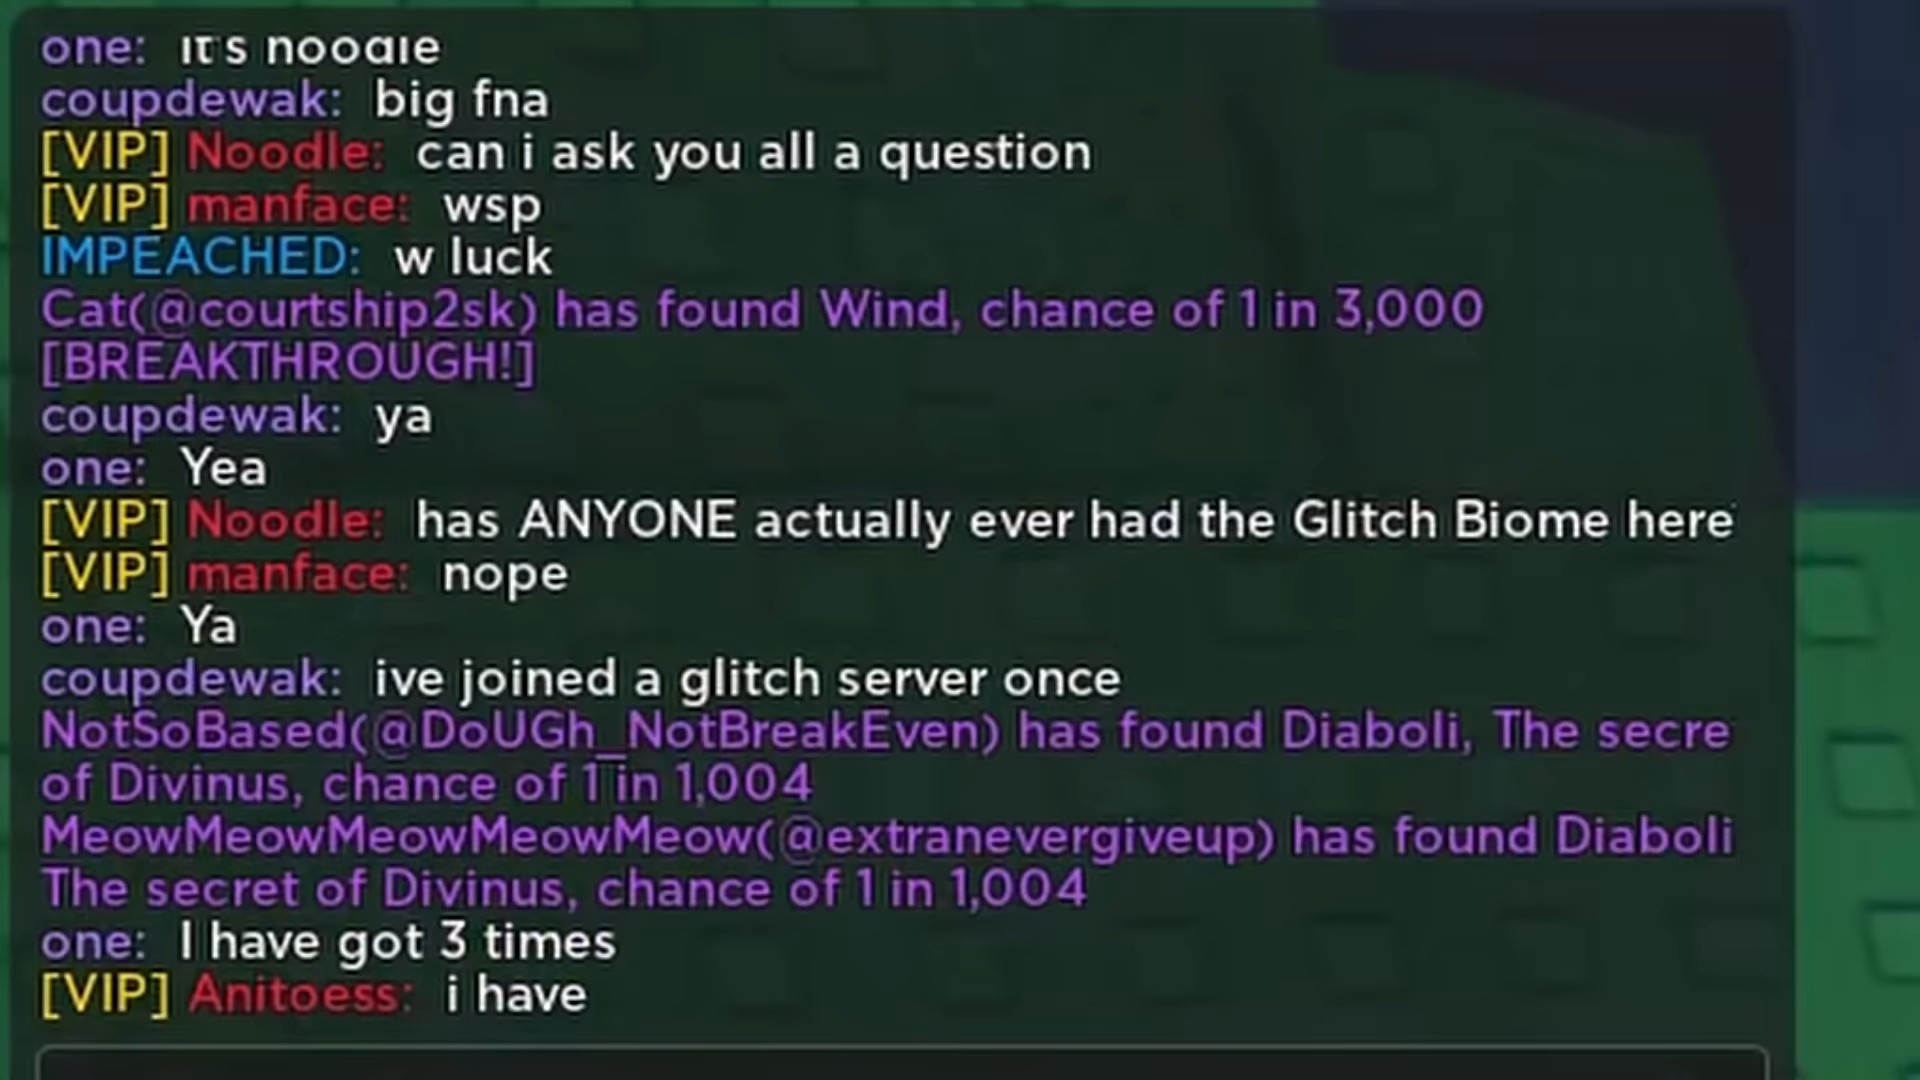 one: it's noodle
coupdewak: big fna
[VIP] Noodle: can i ask you all a question
[VIP] manface: wsp
IMPEACHED: w luck
Cat(@courtship2sk) has found Wind, chance of 1 in 3,000
[BREAKTHROUGH!]
coupdewak: ya
one: Yea
[VIP] Noodle: has ANYONE actually ever had the Glitch Biome here
[VIP] manface: nope
one: Ya
coupdewak: ive joined a glitch server once
NotSoBased(@DoUGh_NotBreakEven) has found Diaboli, The secre
of Divinus, chance of 1 in 1,004
MeowMeowMeowMeowMeow(@extranevergiveup) has found Diaboli
The secret of Divinus, chance of 1 in 1,004
one: I have got 3 times
[VIP] Anitoess: i have